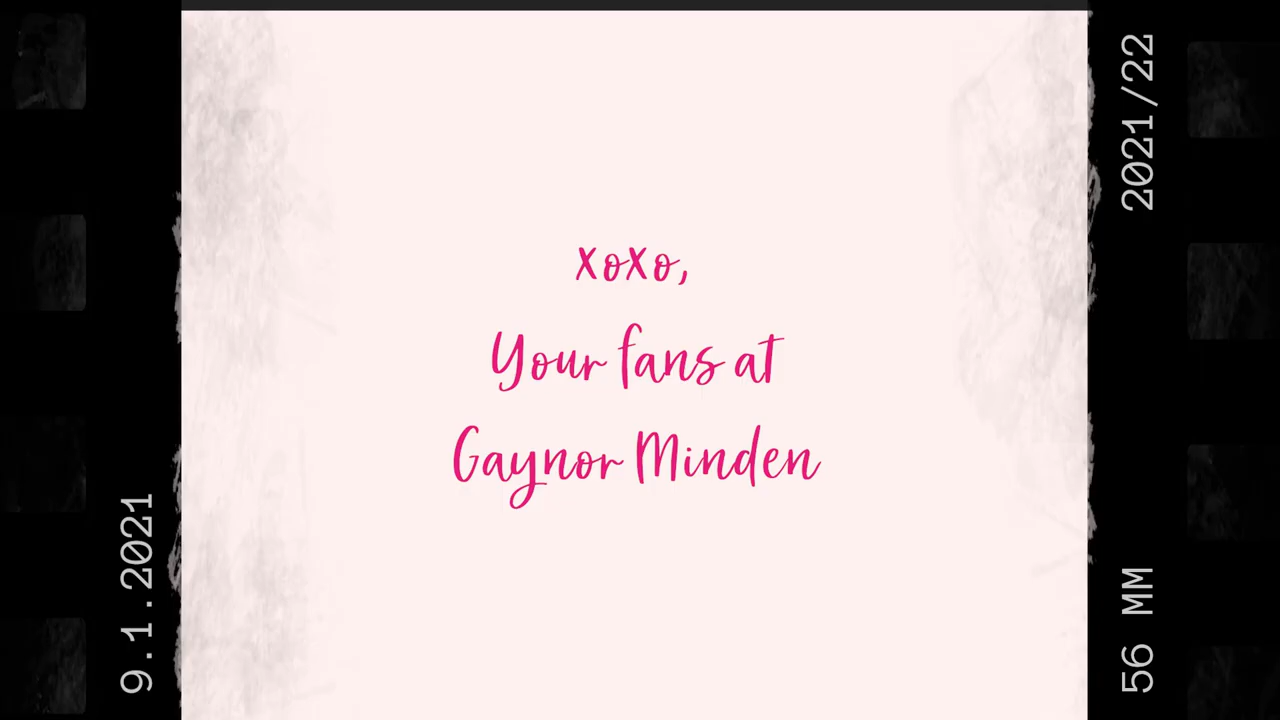 9.1.2021
xoxo,
Your fans at
Gaynor Minden
2021/22
56 MM